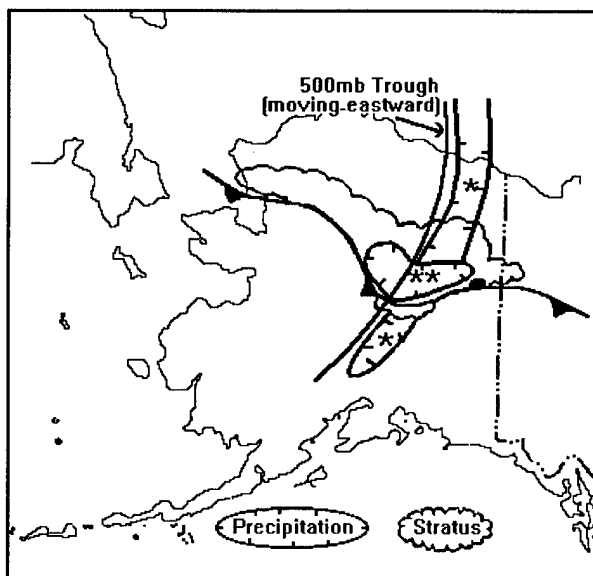 500mb Trough
(moving-eastward)
*
**
**
Precipitation
Stratus